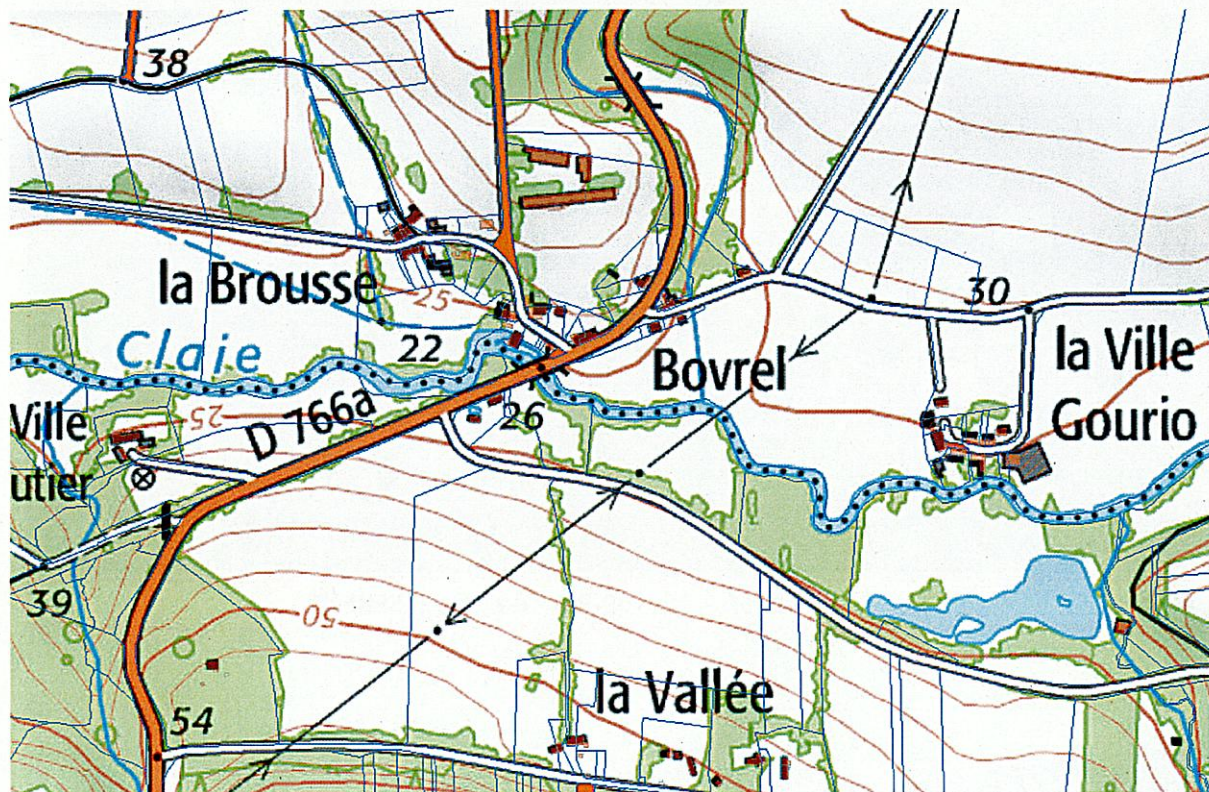 38
la Brousse
25
Claie
22
30
Bovrel
la Ville
Gourio
Ville
utier
25
D 766a
26
39
50
54
la Vallée